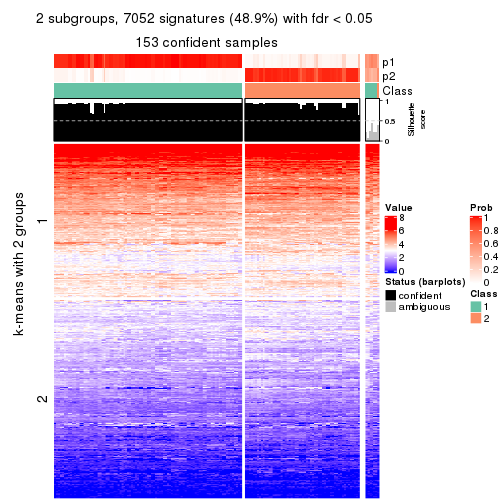 2 subgroups, 7052 signatures (48.9%) with fdr < 0.05
153 confident samples
p1
p2
Class
1
0.5
0
Silhouette
score
k-means with 2 groups
1
2
Value
8
6
4
2
0
Prob
1
0.8
0.6
0.4
0.2
0
Status (barplots)
confident
ambiguous
Class
1
2